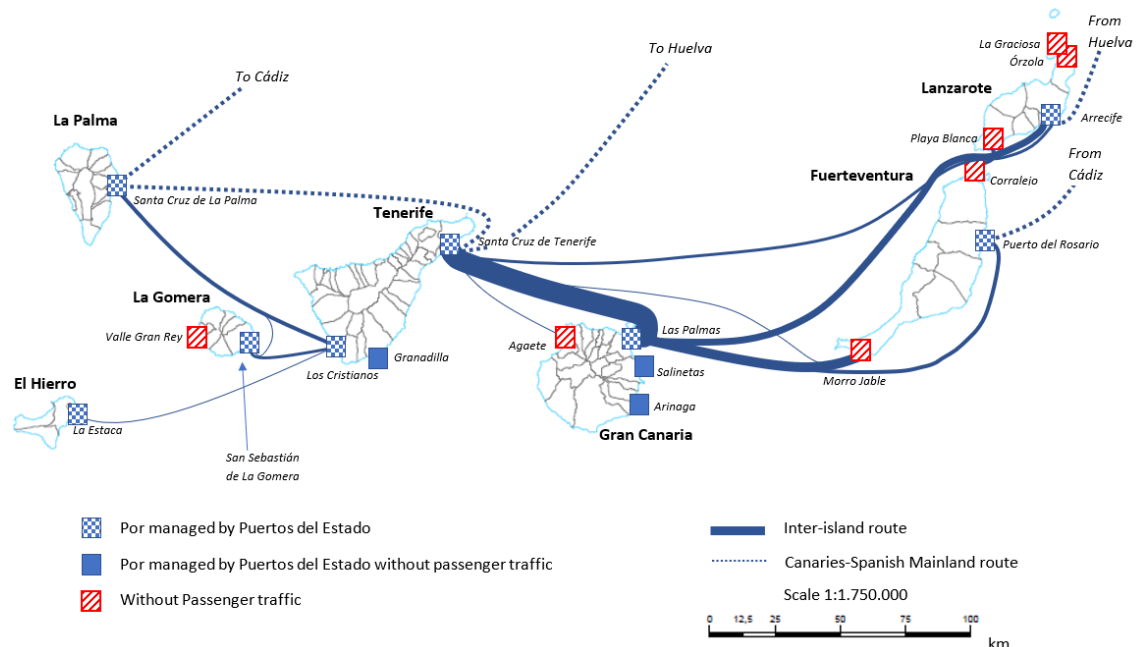 From
Huelva
La Graciosa
Órzola
To Huelva
To Cádiz
Lanzarote
Arrecife
La Palma
Playa Blanca
From
Cádiz
Fuerteventura
Corralejo
Santa Cruz de La Palma
Tenerife
Santa Cruz de Tenerife
Puerto del Rosario
La Gomera
Valle Gran Rey
Agaete
Las Palmas
Granadilla
Los Cristianos
Salinetas
Morro Jable
El Hierro
Arinaga
La Estaca
Gran Canaria
San Sebastián
de La Gomera
Por managed by Puertos del Estado
Por managed by Puertos del Estado without passenger traffic
Without Passenger traffic
Inter-island route
Canaries-Spanish Mainland route
Scale 1:1.750.000
0 12,5 25 50 75 100
km